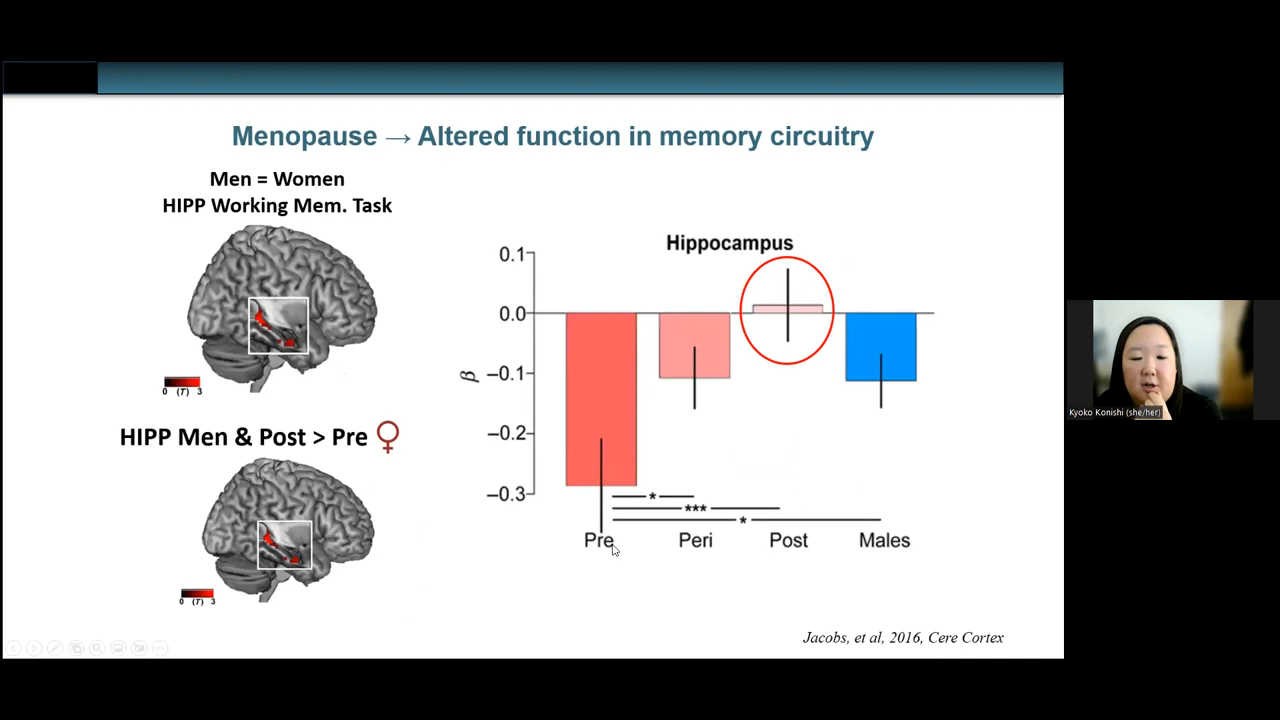 Menopause → Altered function in memory circuitry
Men = Women
HIPP Working Mem. Task
0 (T) 3
HIPP Men & Post > Pre ♀
0 (T) 3
Hippocampus
0.1
0.0
−0.1
−0.2
−0.3
β
*
***
*
Pre
Peri
Post
Males
Jacobs, et al, 2016, Cere Cortex
Kyoko Konishi (she/her)